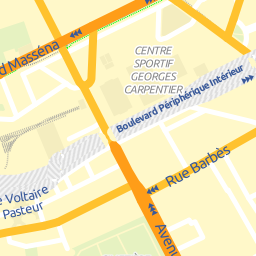 d Masséna
CENTRE
SPORTIF
GEORGES
CARPENTIER
Boulevard Périphérique Intérieur
Rue Barbès
e Voltaire
Pasteur
Avenu